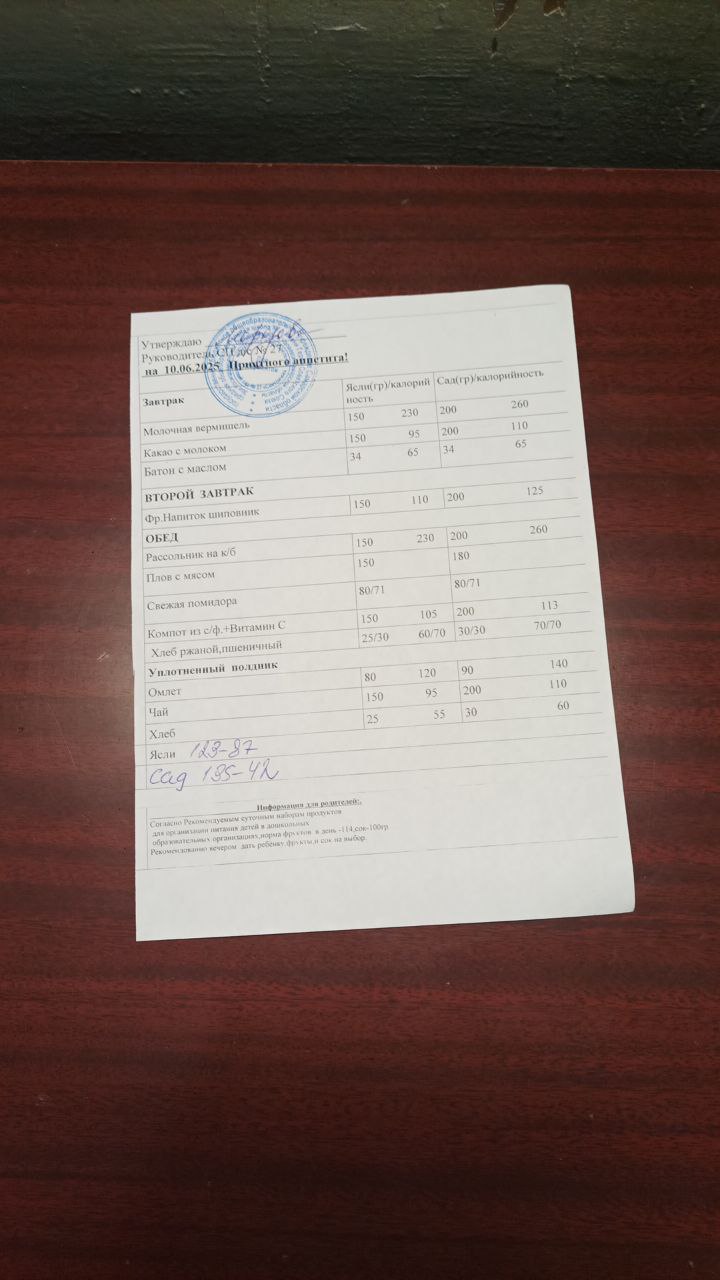 Утверждаю
Руководитель СП д/с № 27
на 10.06.2025 Приятного аппетита!
Завтрак Ясли(гр)/калорий ность Сад(гр)/калорийность
Молочная вермишель 150 230 200 260
Какао с молоком 150 95 200 110
Батон с маслом 34 65 34 65
ВТОРОЙ ЗАВТРАК
Фр.Напиток шиповник 150 110 200 125
ОБЕД
Рассольник на к/б 150 230 200 260
Плов с мясом 150 180
Свежая помидора 80/71 80/71
Компот из с/ф.+Витамин С 150 105 200 113
Хлеб ржаной,пшеничный 25/30 60/70 30/30 70/70
Уплотненный полдник
Омлет 80 120 90 140
Чай 150 95 200 110
Хлеб 25 55 30 60
Ясли 123-87
Сад 195-42
Информация для родителей:.
Согласно Рекомендуемым суточным наборам продуктов
для организации питания детей в дошкольных
образовательных организациях,норма фруктов в день -114,сок-100гр
Рекомендованно вечером дать ребенку,фрукты,и сок на выбор.